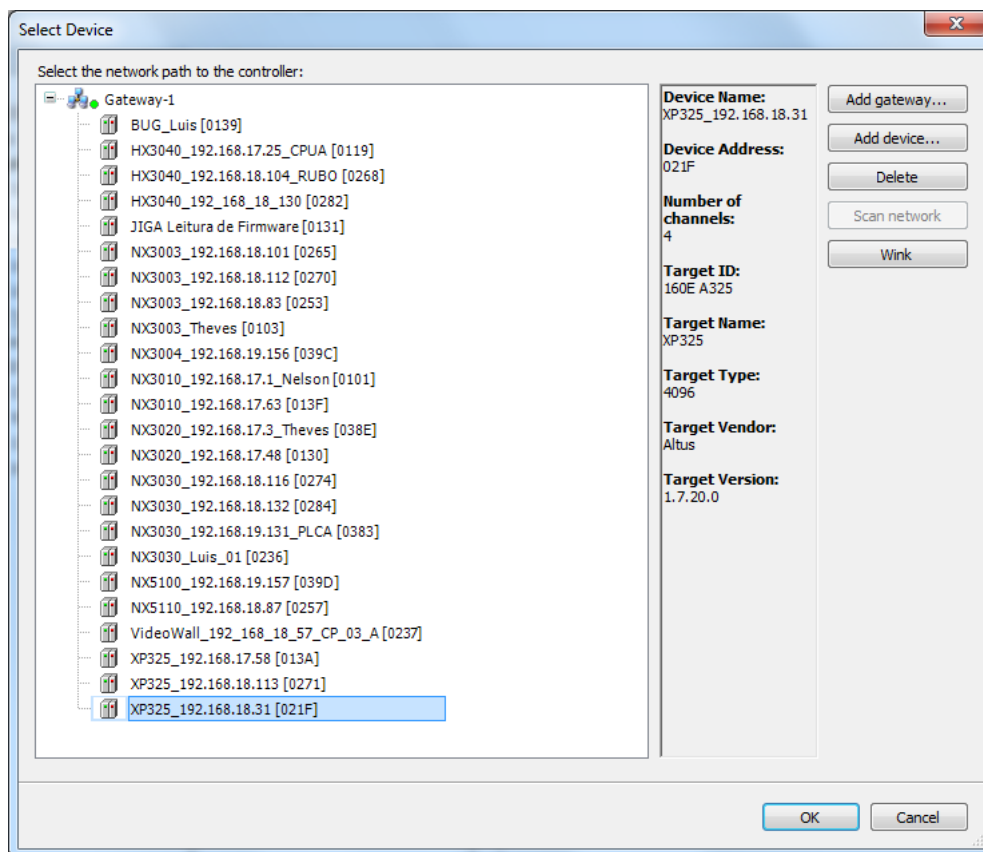 Select Device
Select the network path to the controller:
Gateway-1
BUG_Luis [0139]
HX3040_192.168.17.25_CPUA [0119]
HX3040_192.168.18.104_RUBO [0268]
HX3040_192_168_18_130 [0282]
JIGA Leitura de Firmware [0131]
NX3003_192.168.18.101 [0265]
NX3003_192.168.18.112 [0270]
NX3003_192.168.18.83 [0253]
NX3003_Theves [0103]
NX3004_192.168.19.156 [039C]
NX3010_192.168.17.1_Nelson [0101]
NX3010_192.168.17.63 [013F]
NX3020_192.168.17.3_Theves [038E]
NX3020_192.168.17.48 [0130]
NX3030_192.168.18.116 [0274]
NX3030_192.168.18.132 [0284]
NX3030_192.168.19.131_PLCA [0383]
NX3030_Luis_01 [0236]
NX5100_192.168.19.157 [039D]
NX5110_192.168.18.87 [0257]
VideoWall_192_168_18_57_CP_03_A [0237]
XP325_192.168.17.58 [013A]
XP325_192.168.18.113 [0271]
XP325_192.168.18.31 [021F]
Device Name:
XP325_192.168.18.31
Device Address:
021F
Number of
channels:
4
Target ID:
160E A325
Target Name:
XP325
Target Type:
4096
Target Vendor:
Altus
Target Version:
1.7.20.0
Add gateway...
Add device...
Delete
Scan network
Wink
OK
Cancel